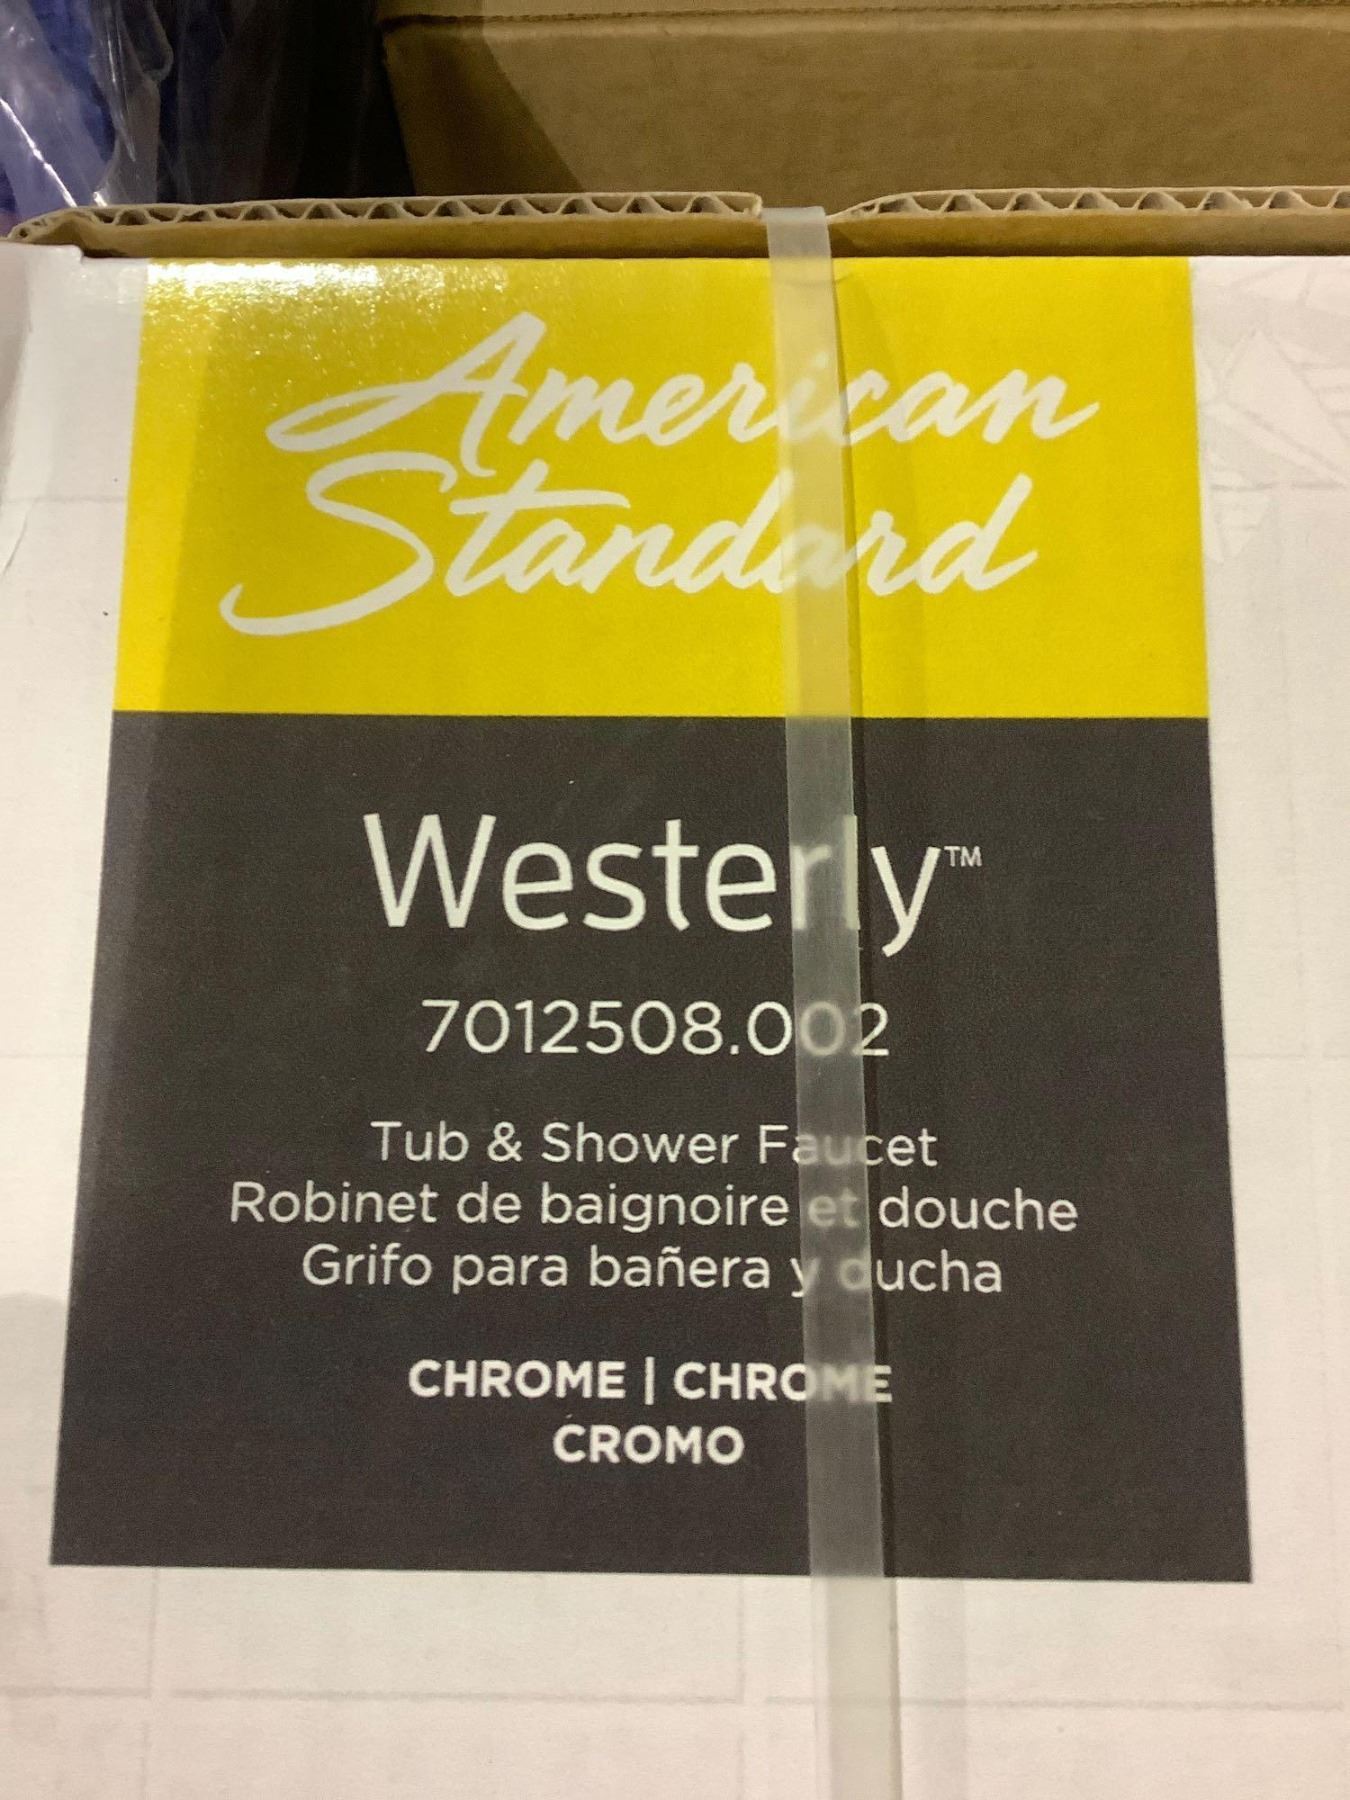 American
Standard
Westerly™
7012508.002
Tub & Shower Faucet
Robinet de baignoire et douche
Grifo para bañera y ducha
CHROME | CHROME
CROMO